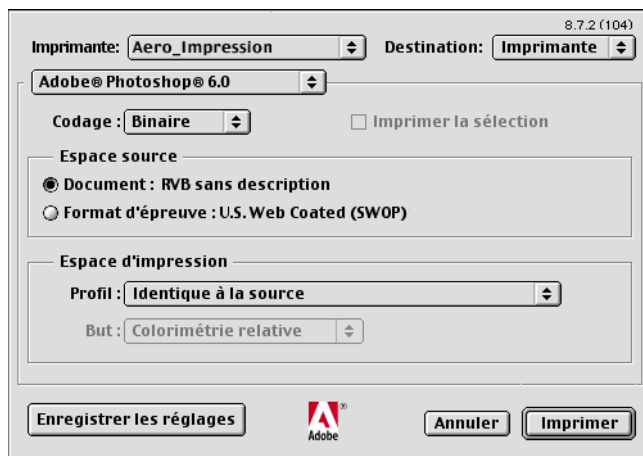 8.7.2 (104)
Imprimante: Aero_Impression Destination: Imprimante
Adobe® Photoshop® 6.0
Codage : Binaire Imprimer la sélection
Espace source
Document : RVB sans description
Format d'épreuve : U.S. Web Coated (SWOP)
Espace d'impression
Profil : Identique à la source
But : Colorimétrie relative
Enregistrer les réglages Adobe® Annuler Imprimer